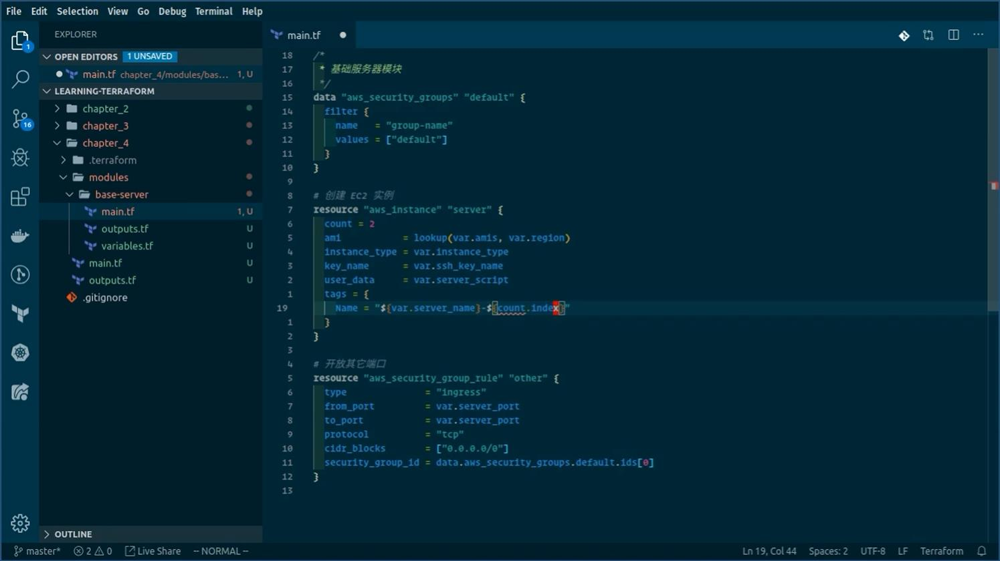 File Edit Selection View Go Debug Terminal Help
EXPLORER
OPEN EDITORS 1 UNSAVED
main.tf chapter_4/modules/bas... 1, U
LEARNING-TERRAFORM
chapter_2
chapter_3
chapter_4
.terraform
modules
base-server
main.tf 1, U
outputs.tf U
variables.tf U
main.tf U
outputs.tf U
.gitignore
OUTLINE
1
16
main.tf
18 /*
17 * 基础服务器模块
16 */
15 data "aws_security_groups" "default" {
14 filter {
13 name = "group-name"
12 values = ["default"]
11 }
10 }
9
8 # 创建 EC2 实例
7 resource "aws_instance" "server" {
6 count = 2
5 ami = lookup(var.amis, var.region)
4 instance_type = var.instance_type
3 key_name = var.ssh_key_name
2 user_data = var.server_script
1 tags = {
19 Name = "${var.server_name}-${count.index}"
1 }
2 }
3
4 # 开放其它端口
5 resource "aws_security_group_rule" "other" {
6 type = "ingress"
7 from_port = var.server_port
8 to_port = var.server_port
9 protocol = "tcp"
10 cidr_blocks = ["0.0.0.0/0"]
11 security_group_id = data.aws_security_groups.default.ids[0]
12 }
13
master* 2 0 Live Share -- NORMAL -- Ln 19, Col 44 Spaces: 2 UTF-8 LF Terraform